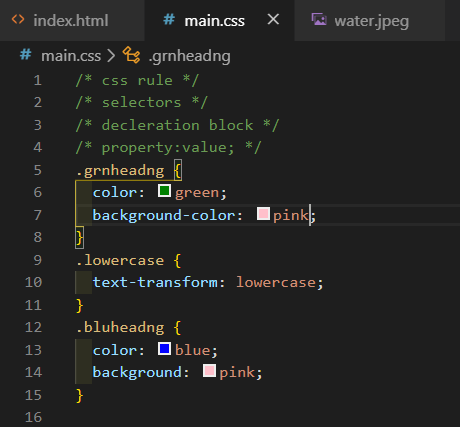 index.html main.css water.jpeg
main.css > .grnheadng
1 /* css rule */
2 /* selectors */
3 /* decleration block */
4 /* property:value; */
5 .grnheadng {
6 color: green;
7 background-color: pink;
8 }
9 .lowercase {
10 text-transform: lowercase;
11 }
12 .bluheadng {
13 color: blue;
14 background: pink;
15 }
16